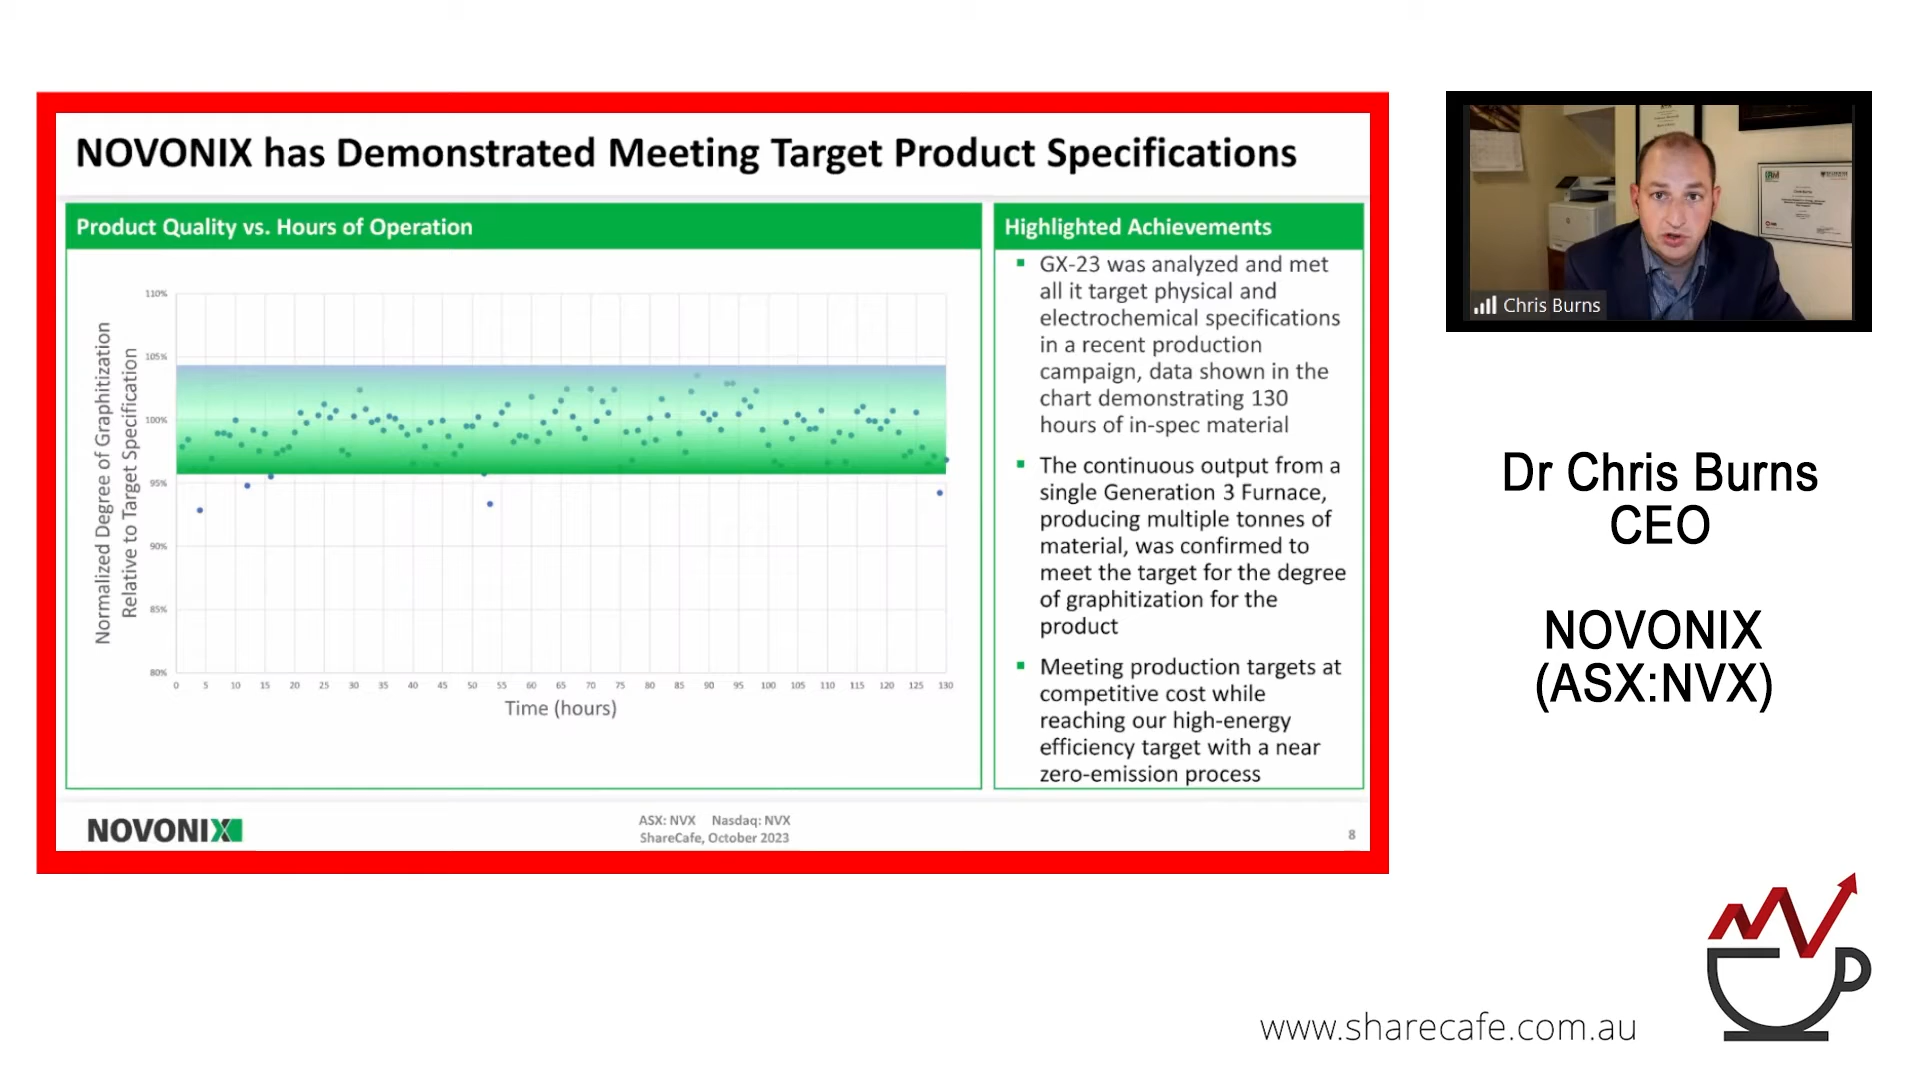 NOVONIX has Demonstrated Meeting Target Product Specifications
Product Quality vs. Hours of Operation
Normalized Degree of Graphitization
Relative to Target Specification
110%
105%
100%
95%
90%
85%
80%
0 5 10 15 20 25 30 35 40 45 50 55 60 65 70 75 80 85 90 95 100 105 110 115 120 125 130
Time (hours)
Highlighted Achievements
GX-23 was analyzed and met
all it target physical and
electrochemical specifications
in a recent production
campaign, data shown in the
chart demonstrating 130
hours of in-spec material
The continuous output from a
single Generation 3 Furnace,
producing multiple tonnes of
material, was confirmed to
meet the target for the degree
of graphitization for the
product
Meeting production targets at
competitive cost while
reaching our high-energy
efficiency target with a near
zero-emission process
NOVONIX
ASX: NVX Nasdaq: NVX
ShareCafe, October 2023
8
Chris Burns
Dr Chris Burns
CEO
NOVONIX
(ASX:NVX)
www.sharecafe.com.au